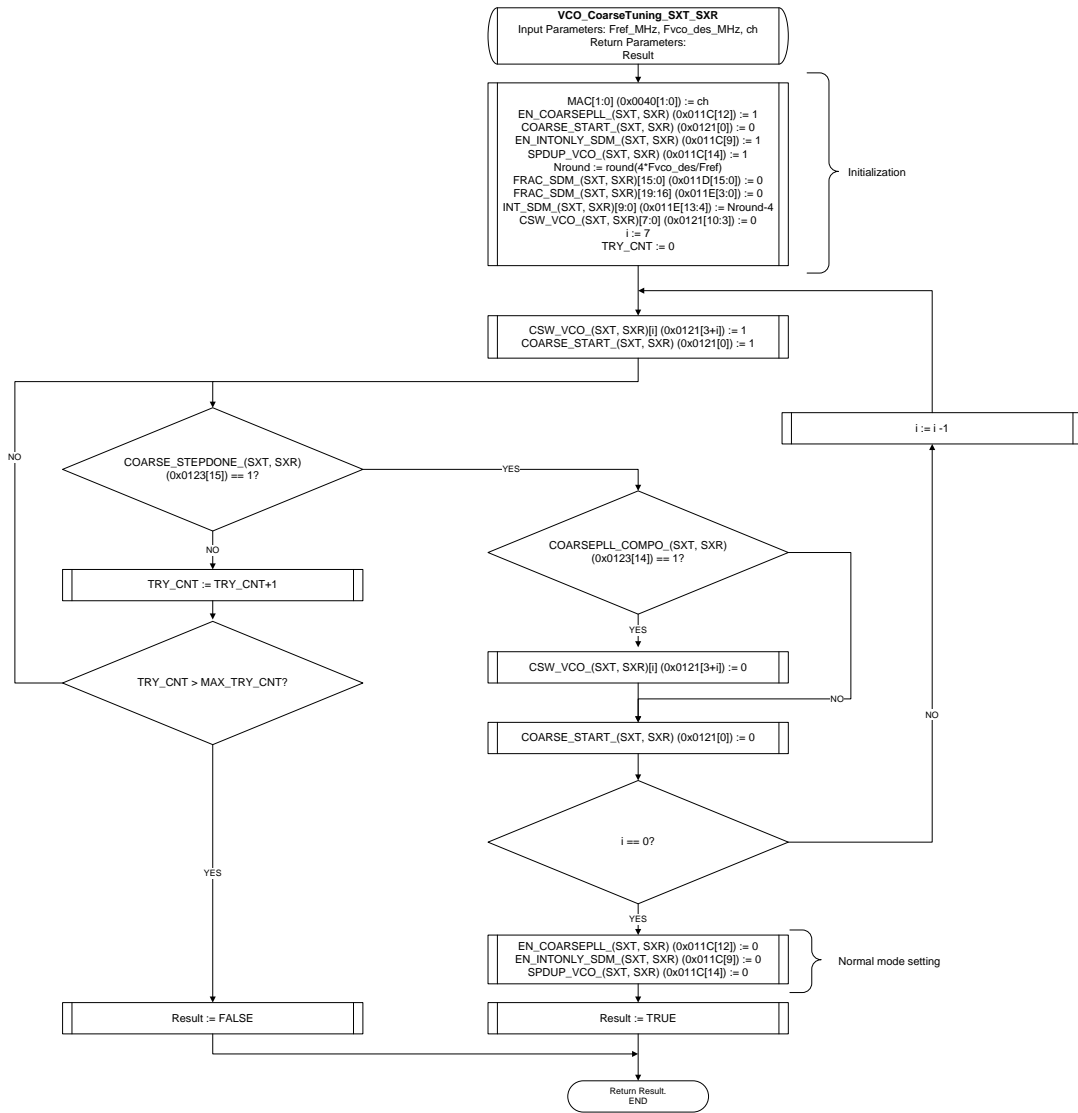 VCO_CoarseTuning_SXT_SXR
Input Parameters: Fref_MHz, Fvco_des_MHz, ch
Return Parameters:
Result
MAC[1:0] (0x0040[1:0]) := ch
EN_COARSEPLL_(SXT, SXR) (0x011C[12]) := 1
COARSE_START_(SXT, SXR) (0x0121[0]) := 0
EN_INTONLY_SDM_(SXT, SXR) (0x011C[9]) := 1
SPDUP_VCO_(SXT, SXR) (0x011C[14]) := 1
Nround := round(4*Fvco_des/Fref)
FRAC_SDM_(SXT, SXR)[15:0] (0x011D[15:0]) := 0
FRAC_SDM_(SXT, SXR)[19:16] (0x011E[3:0]) := 0
INT_SDM_(SXT, SXR)[9:0] (0x011E[13:4]) := Nround-4
CSW_VCO_(SXT, SXR)[7:0] (0x0121[10:3]) := 0
i := 7
TRY_CNT := 0
Initialization
CSW_VCO_(SXT, SXR)[i] (0x0121[3+i]) := 1
COARSE_START_(SXT, SXR) (0x0121[0]) := 1
i := i -1
NO
COARSE_STEPDONE_(SXT, SXR)
(0x0123[15]) == 1?
YES
NO
COARSEPLL_COMPO_(SXT, SXR)
(0x0123[14]) == 1?
TRY_CNT := TRY_CNT+1
YES
CSW_VCO_(SXT, SXR)[i] (0x0121[3+i]) := 0
TRY_CNT > MAX_TRY_CNT?
NO
NO
COARSE_START_(SXT, SXR) (0x0121[0]) := 0
i == 0?
YES
YES
EN_COARSEPLL_(SXT, SXR) (0x011C[12]) := 0
EN_INTONLY_SDM_(SXT, SXR) (0x011C[9]) := 0
SPDUP_VCO_(SXT, SXR) (0x011C[14]) := 0
Normal mode setting
Result := FALSE
Result := TRUE
Return Result.
END